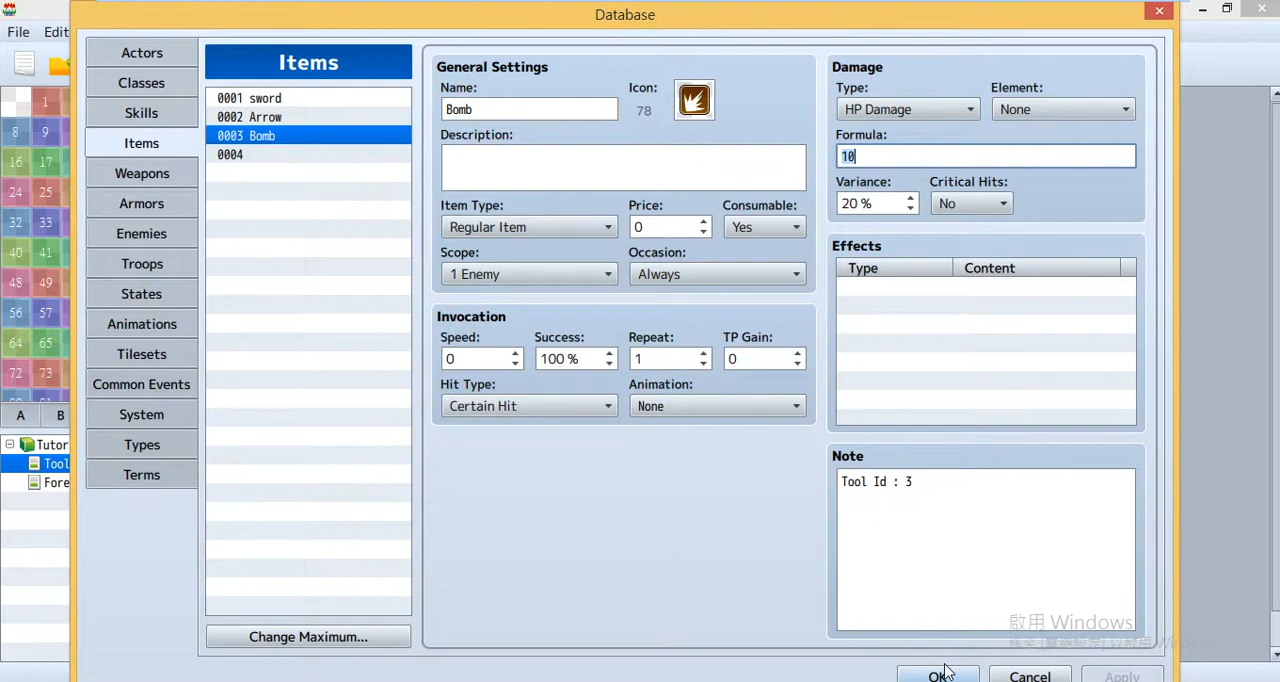 Database
File Edit
Actors
Classes
Skills
Items
Weapons
Armors
Enemies
Troops
States
Animations
Tilesets
Common Events
System
Types
Terms
Items
0001 sword
0002 Arrow
0003 Bomb
0004
Change Maximum...
General Settings
Name:
Icon:
Bomb
78
Description:
Item Type:
Price:
Consumable:
Regular Item
0
Yes
Scope:
Occasion:
1 Enemy
Always
Invocation
Speed:
Success:
Repeat:
TP Gain:
0
100 %
1
0
Hit Type:
Animation:
Certain Hit
None
Damage
Type:
Element:
HP Damage
None
Formula:
10
Variance:
Critical Hits:
20 %
No
Effects
Type
Content
Note
Tool Id : 3
OK
Cancel
Apply
1
8 9
16 17
24 25
32 33
40 41
48 49
56 57
64 65
72 73
A B
Tutor
Tool
Fore
啟用 Windows